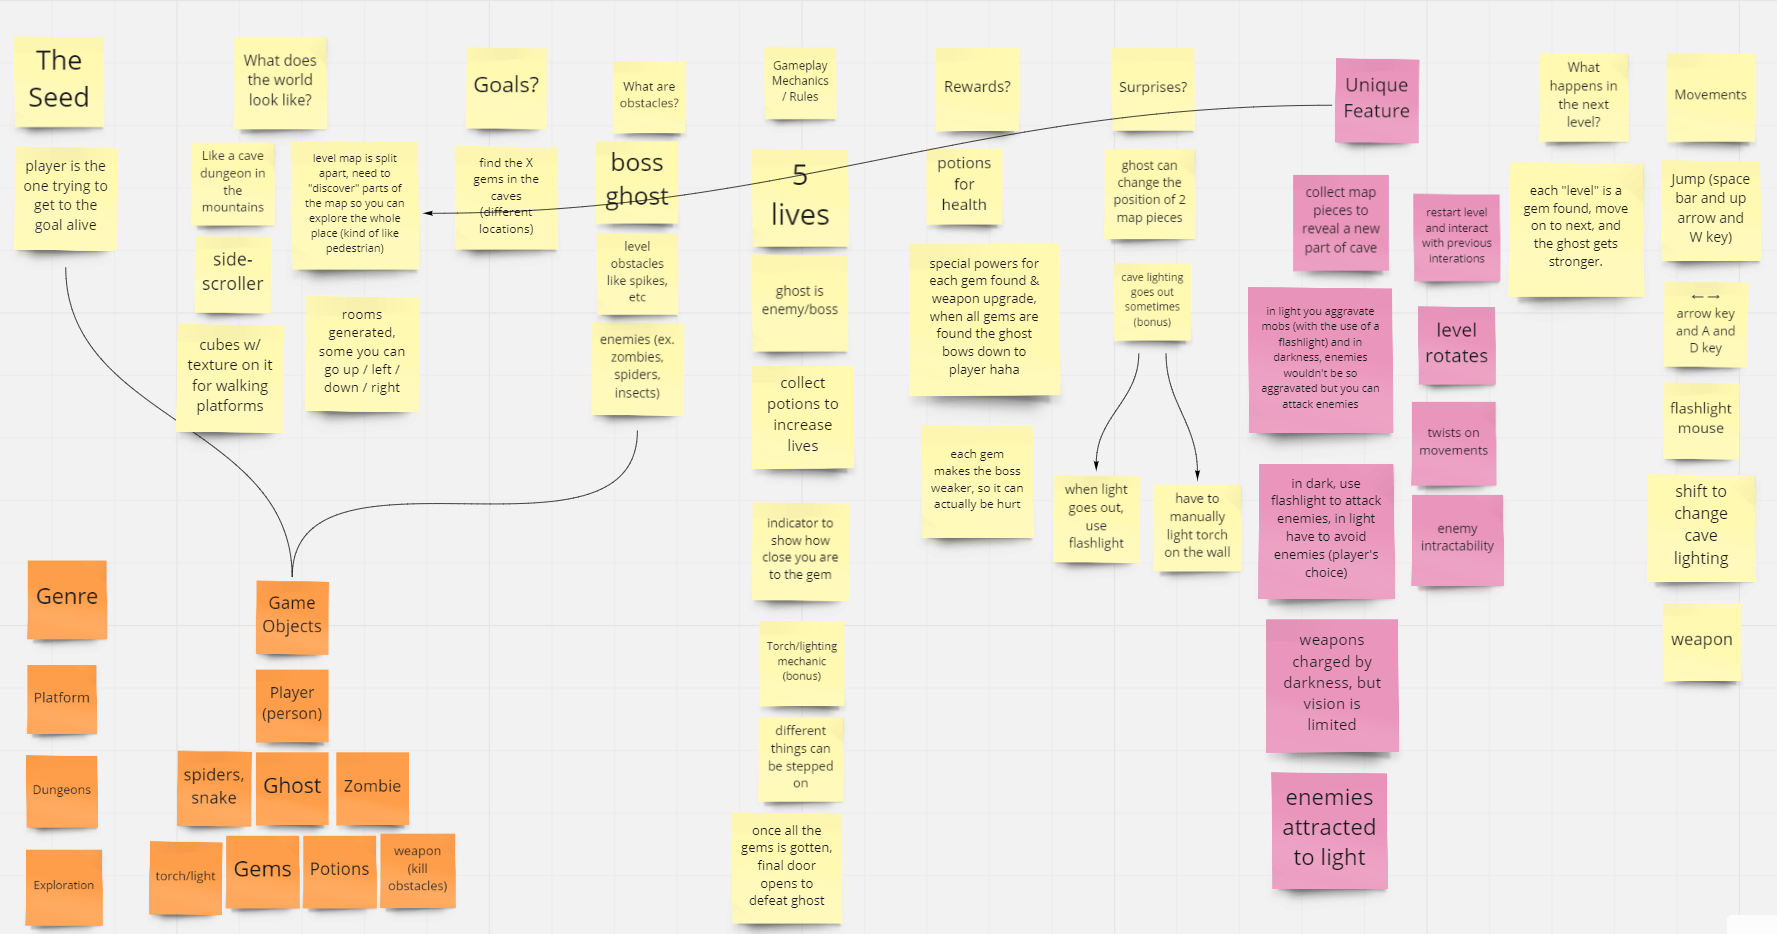 The
Seed
player is the
one trying to
get to the
goal alive
What does
the world
look like?
Like a cave
dungeon in
the
mountains
side-
scroller
cubes w/
texture on it
for walking
platforms
level map is split
apart, need to
"discover" parts of
the map so you can
explore the whole
place (kind of like
pedestrian)
rooms
generated,
some you can
go up / left /
down / right
Goals?
find the X
gems in the
caves
(different
locations)
What are
obstacles?
boss
ghost
level
obstacles
like spikes,
etc
enemies (ex.
zombies,
spiders,
insects)
Gameplay
Mechanics
/ Rules
5
lives
ghost is
enemy/boss
collect
potions to
increase
lives
indicator to
show how
close you are
to the gem
Torch/lighting
mechanic
(bonus)
different
things can
be stepped
on
once all the
gems is gotten,
final door
opens to
defeat ghost
Rewards?
potions
for
health
special powers for
each gem found &
weapon upgrade,
when all gems are
found the ghost
bows down to
player haha
each gem
makes the boss
weaker, so it can
actually be hurt
Surprises?
ghost can
change the
position of 2
map pieces
cave lighting
goes out
sometimes
(bonus)
when light
goes out,
use
flashlight
have to
manually
light torch
on the wall
Unique
Feature
collect map
pieces to
reveal a new
part of cave
in light you aggravate
mobs (with the use of a
flashlight) and in
darkness, enemies
wouldn't be so
aggravated but you can
attack enemies
in dark, use
flashlight to attack
enemies, in light
have to avoid
enemies (player's
choice)
weapons
charged by
darkness, but
vision is
limited
enemies
attracted
to light
restart level
and interact
with previous
interations
level
rotates
twists on
movements
enemy
intractability
What
happens in
the next
level?
each "level" is a
gem found, move
on to next, and
the ghost gets
stronger.
Movements
Jump (space
bar and up
arrow and
W key)
←→
arrow key
and A and
D key
flashlight
mouse
shift to
change
cave
lighting
weapon
Genre
Platform
Dungeons
Exploration
Game
Objects
Player
(person)
spiders,
snake
Ghost
Zombie
torch/light
Gems
Potions
weapon
(kill
obstacles)